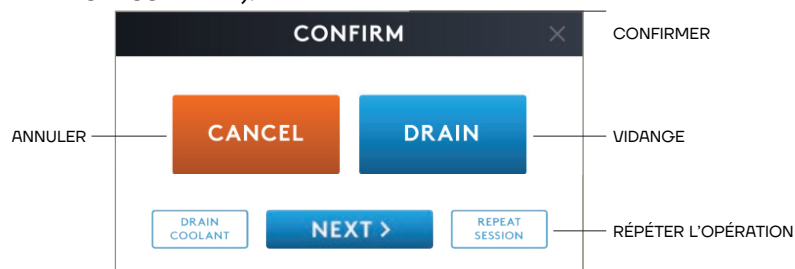 CONFIRM
CONFIRMER
ANNULER
CANCEL
DRAIN
VIDANGE
DRAIN
COOLANT
NEXT >
REPEAT
SESSION
RÉPÉTER L'OPÉRATION